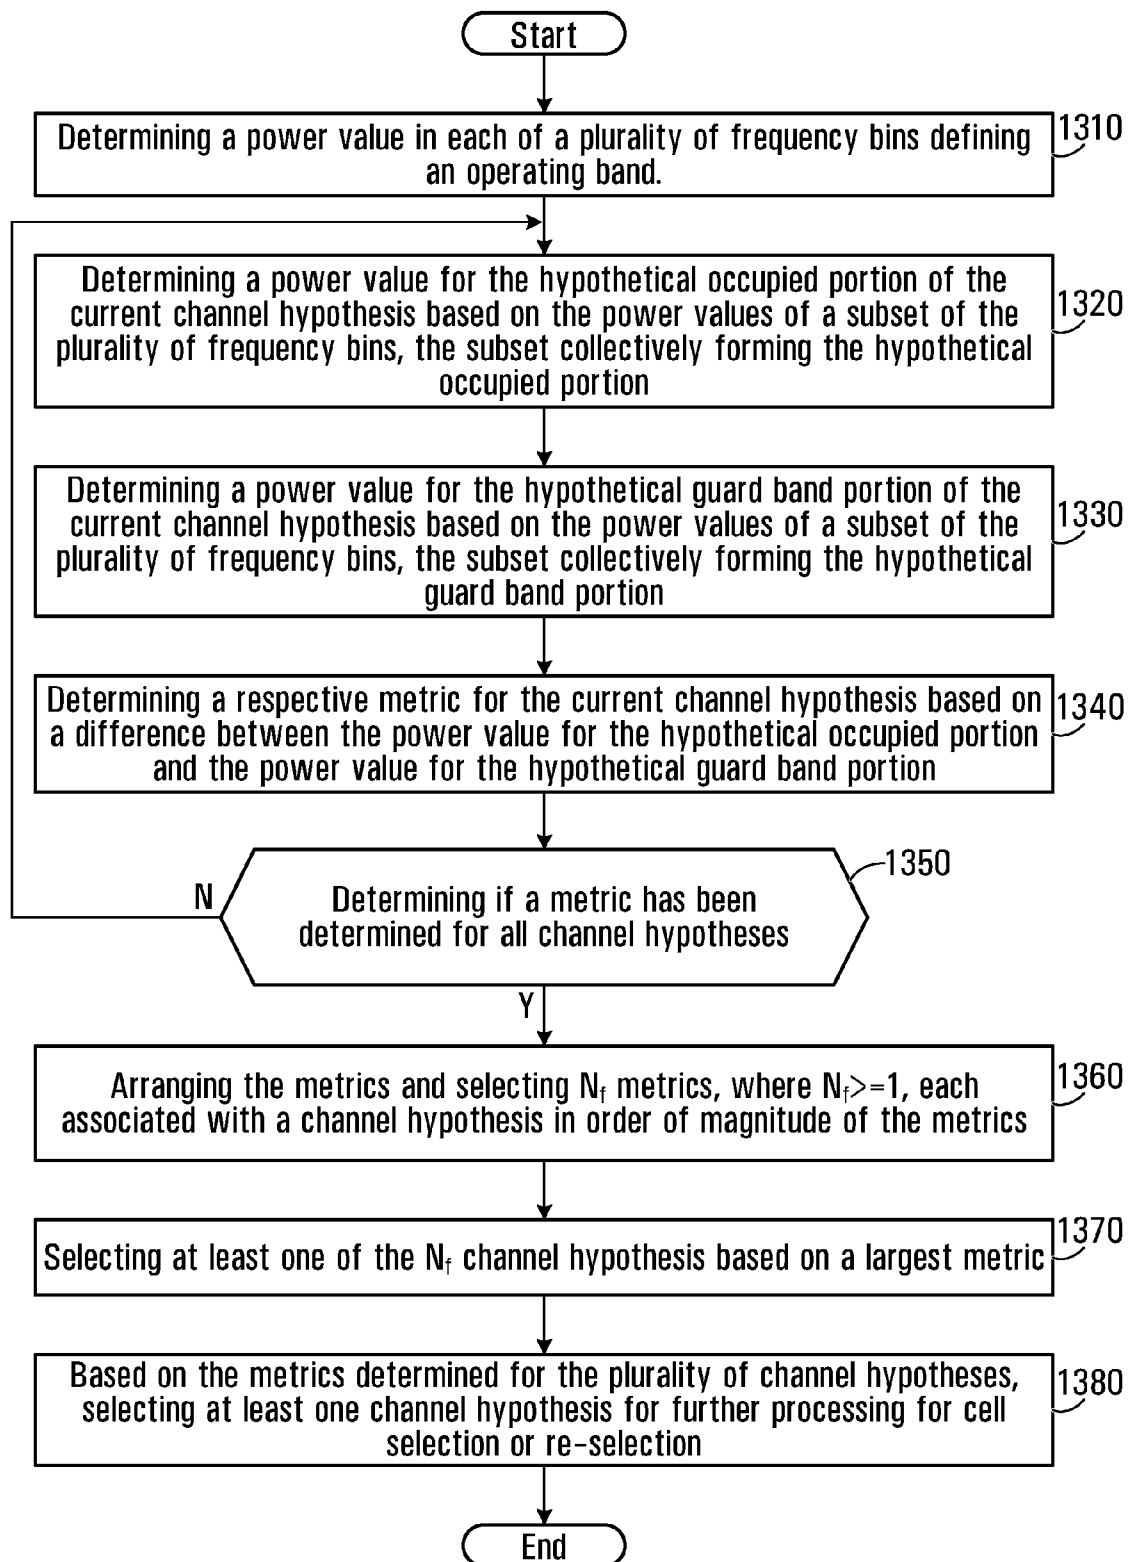 Start
Determining a power value in each of a plurality of frequency bins defining
an operating band.
1310
Determining a power value for the hypothetical occupied portion of the
current channel hypothesis based on the power values of a subset of the
plurality of frequency bins, the subset collectively forming the hypothetical
occupied portion
1320
Determining a power value for the hypothetical guard band portion of the
current channel hypothesis based on the power values of a subset of the
plurality of frequency bins, the subset collectively forming the hypothetical
guard band portion
1330
Determining a respective metric for the current channel hypothesis based on
a difference between the power value for the hypothetical occupied portion
and the power value for the hypothetical guard band portion
1340
Determining if a metric has been
determined for all channel hypotheses
1350
N
Y
Arranging the metrics and selecting Nf metrics, where Nf>=1, each
associated with a channel hypothesis in order of magnitude of the metrics
1360
Selecting at least one of the Nf channel hypothesis based on a largest metric
1370
Based on the metrics determined for the plurality of channel hypotheses,
selecting at least one channel hypothesis for further processing for cell
selection or re-selection
1380
End